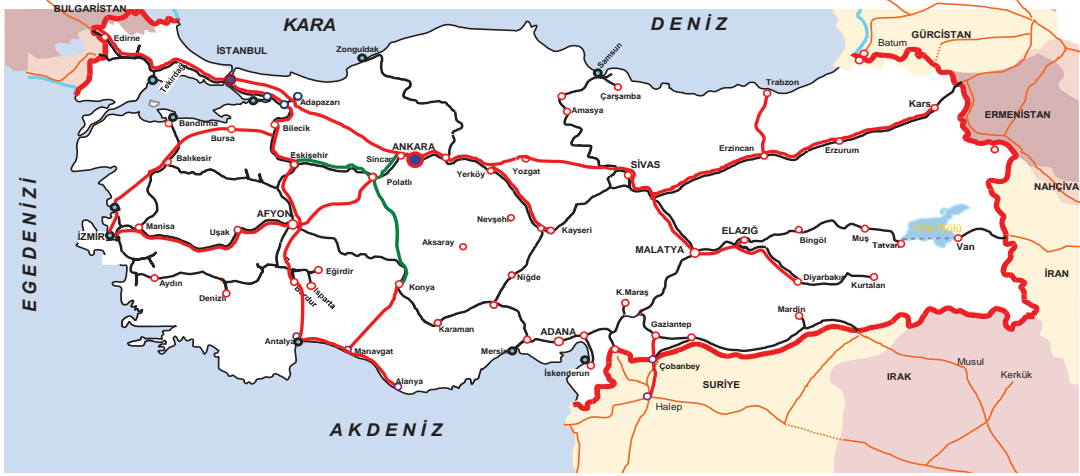 BULGARİSTAN
KARA
DENİZ
Edirne
İSTANBUL
Zonguldak
Samsun
Batum
GÜRCİSTAN
Tekirdağ
Adapazarı
Çarşamba
Trabzon
Amasya
Kars
ERMENİSTAN
Bandırma
Bursa
Bilecik
ANKARA
Sincan
Erzincan
Erzurum
Balıkesir
Eskişehir
Polatlı
Yerköy
Yozgat
SİVAS
NAHÇİVA
EGEDENİZİ
Manisa
İZMİR
Uşak
AFYON
Nevşehi
Kayseri
Aksaray
MALATYA
ELAZIĞ
Bingöl
Muş
Tatvan
Van Gölü
Van
İRAN
Aydın
Denizli
Burdur
Isparta
Eğirdir
Konya
Niğde
Diyarbakır
Kurtalan
K.Maraş
Mardin
Karaman
ADANA
Gaziantep
Antalya
Manavgat
Mersin
İskenderun
Çobanbey
Alanya
SURİYE
IRAK
Musul
Kerkük
Halep
AKDENİZ